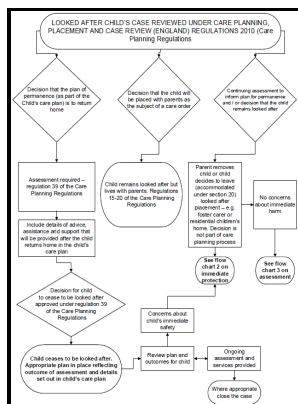 LOOKED AFTER CHILD'S CASE REVIEWED UNDER CARE PLANNING,
PLACEMENT AND CASE REVIEW (ENGLAND) REGULATIONS 2010 (Care
Planning Regulations
Decision that the plan of
permanence (as part of the
Child's care plan) is to return
home
Decision that the child will
be placed with parents as
the subject of a care order
Continuing assessment to
inform plan for permanence
and / or decision that the child
remains looked after
Assessment required –
regulation 39 of the Care
Planning Regulations
Child remains looked after but
lives with parents. Regulations
15-20 of the Care Planning
Regulations
Parent removes
child or child
decides to leave
(accommodated
under section 20)
looked after
placement – e.g.
foster carer or
residential children's
home. Decision is
not part of care
planning process
No concerns
about immediate
harm
Include details of advice,
assistance and support that
will be provided after the child
returns home in the child's
care plan
See flow
chart 2 on
immediate
protection
See flow
chart 3 on
assessment
Decision for child
to cease to be looked after
approved under regulation 39
of the Care Planning
Regulations
Concerns about
child's immediate
safety
Child ceases to be looked after.
Appropriate plan in place reflecting
outcome of assessment and details
set out in child's care plan
Review plan and
outcomes for child
Ongoing
assessment and
services provided
Where appropriate
close the case